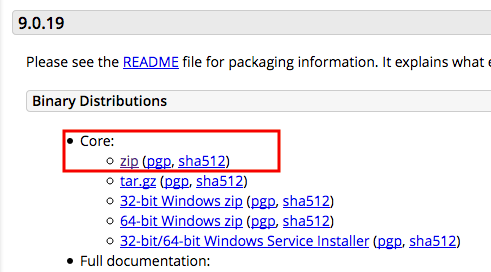 9.0.19
Please see the README file for packaging information. It explains what
Binary Distributions
Core:
zip (pgp, sha512)
tar.gz (pgp, sha512)
32-bit Windows zip (pgp, sha512)
64-bit Windows zip (pgp, sha512)
32-bit/64-bit Windows Service Installer (pgp, sha512)
Full documentation: